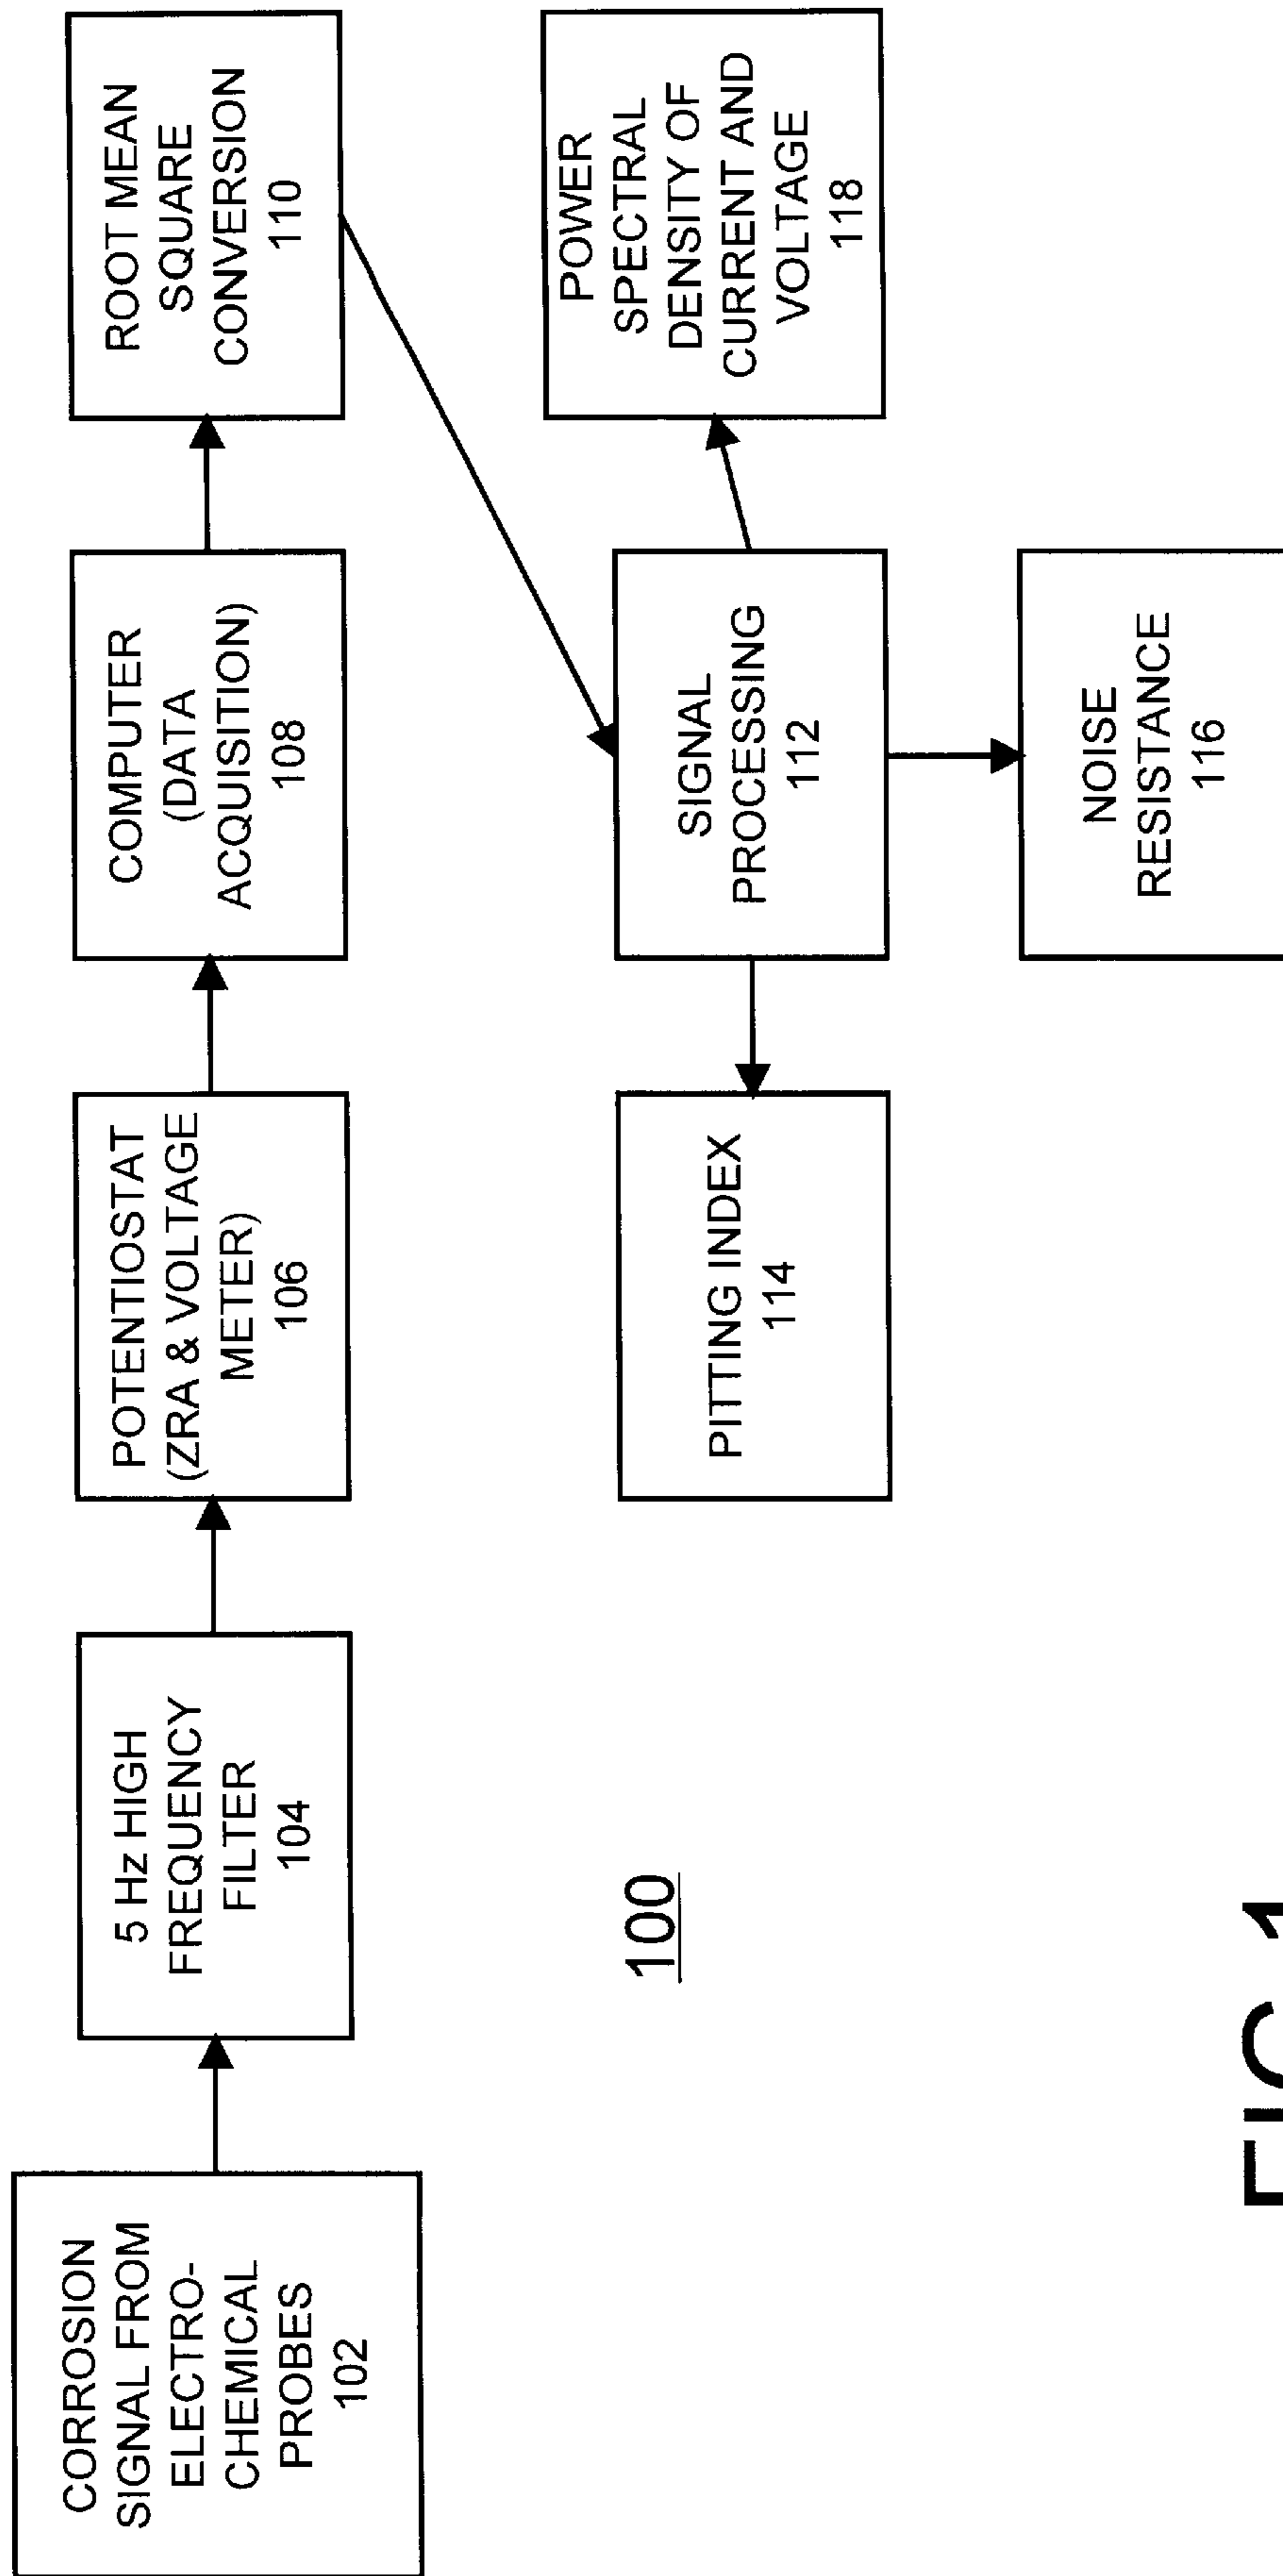 CORROSION
SIGNAL FROM
ELECTRO-
CHEMICAL
PROBES
102
5 Hz HIGH
FREQUENCY
FILTER
104
POTENTIOSTAT
(ZRA & VOLTAGE
METER)
106
COMPUTER
(DATA
ACQUISITION)
108
ROOT MEAN
SQUARE
CONVERSION
110
100
PITTING INDEX
114
SIGNAL
PROCESSING
112
POWER
SPECTRAL
DENSITY OF
CURRENT AND
VOLTAGE
118
NOISE
RESISTANCE
116
FIG 1